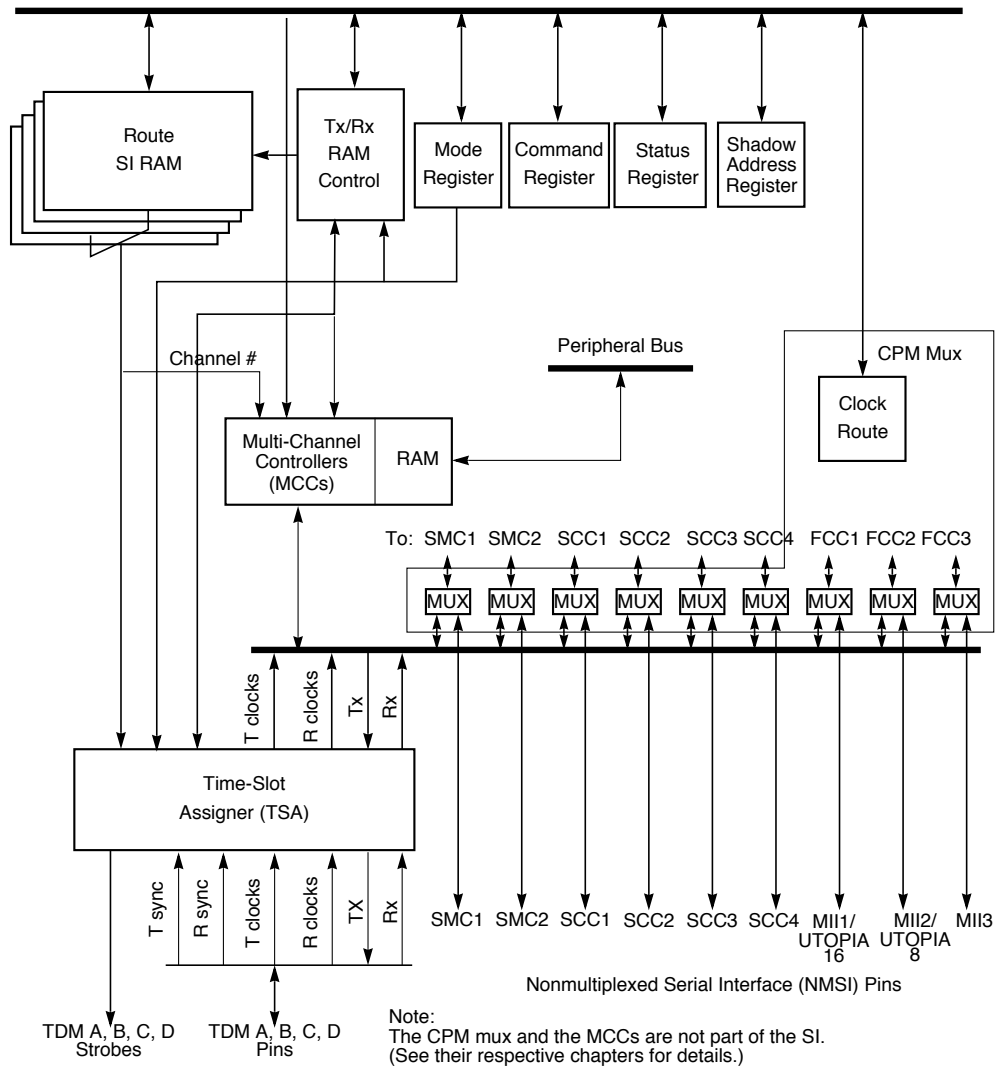 Route
SI RAM
Tx/Rx
RAM
Control
Mode
Register
Command
Register
Status
Register
Shadow
Address
Register
Channel #
Peripheral Bus
CPM Mux
Clock
Route
Multi-Channel
Controllers
(MCCs)
RAM
To: SMC1 SMC2 SCC1 SCC2 SCC3 SCC4 FCC1 FCC2 FCC3
MUX MUX MUX MUX MUX MUX MUX MUX MUX
T clocks
R clocks
Tx
Rx
Time-Slot
Assigner (TSA)
T sync
R sync
T clocks
R clocks
TX
Rx
SMC1 SMC2 SCC1 SCC2 SCC3 SCC4 MII1/ MII2/ MII3
UTOPIA UTOPIA
16 8
Nonmultiplexed Serial Interface (NMSI) Pins
TDM A, B, C, D
Strobes
TDM A, B, C, D
Pins
Note:
The CPM mux and the MCCs are not part of the SI.
(See their respective chapters for details.)